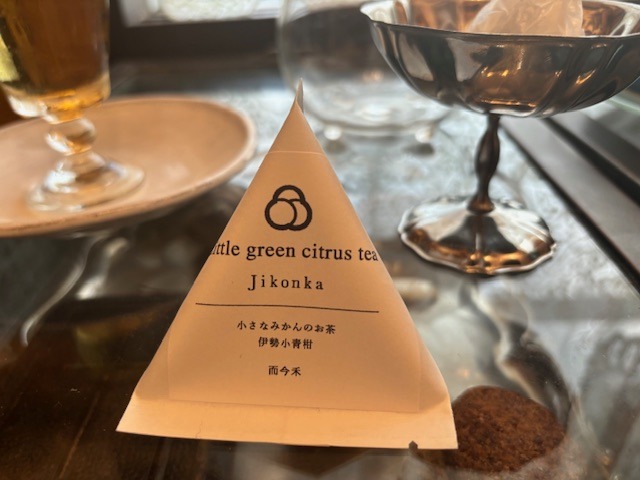 ittle green citrus tea
Jikonka
小さなみかんのお茶
伊勢小青柑
而今禾